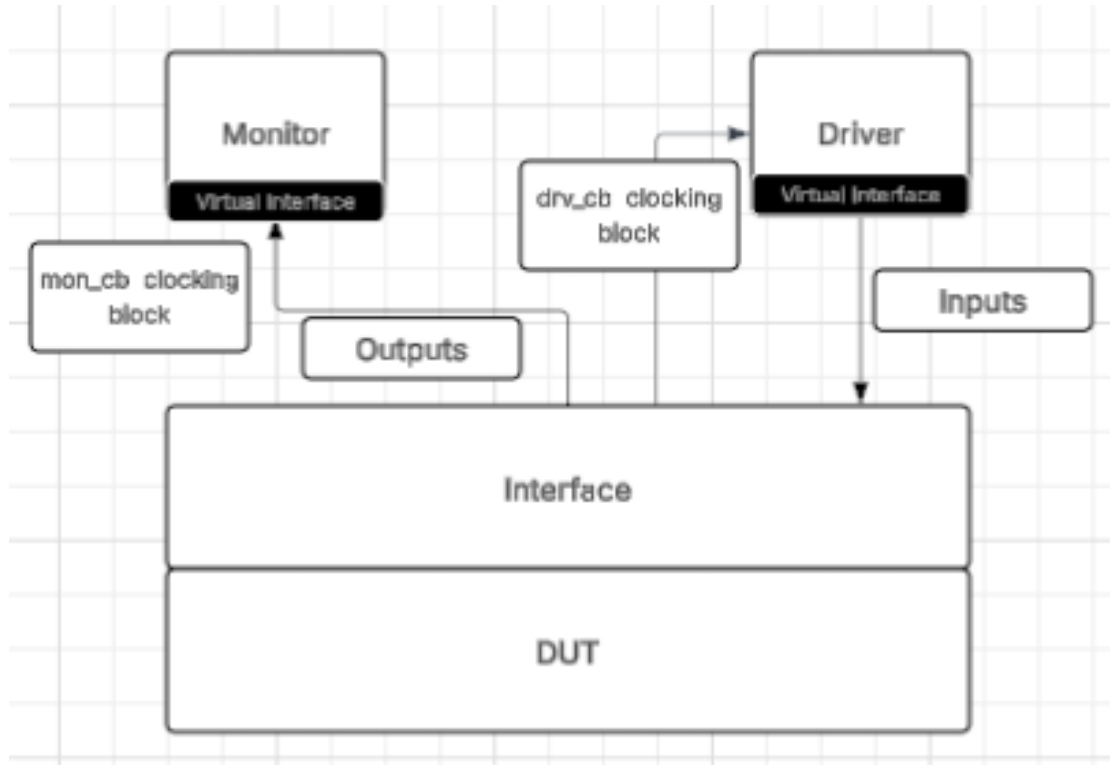 Monitor
Virtual Interface
Driver
Virtual Interface
drv_cb clocking
block
mon_cb clocking
block
Inputs
Outputs
Interface
DUT